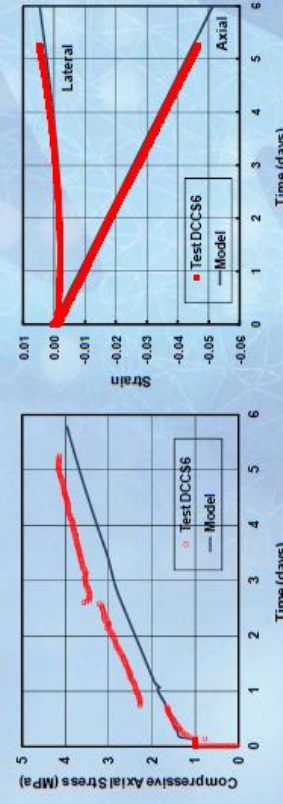 Compressive Axial Stress (MPa)
5
4
3
2
1
0
Test DCCS6
Model
0 1 2 3 4 5 6
Time (days)
Strain
0.01
0.00
-0.01
-0.02
-0.03
-0.04
-0.05
-0.06
Lateral
Axial
Test DCCS6
Model
0 1 2 3 4 5 6
Time (days)